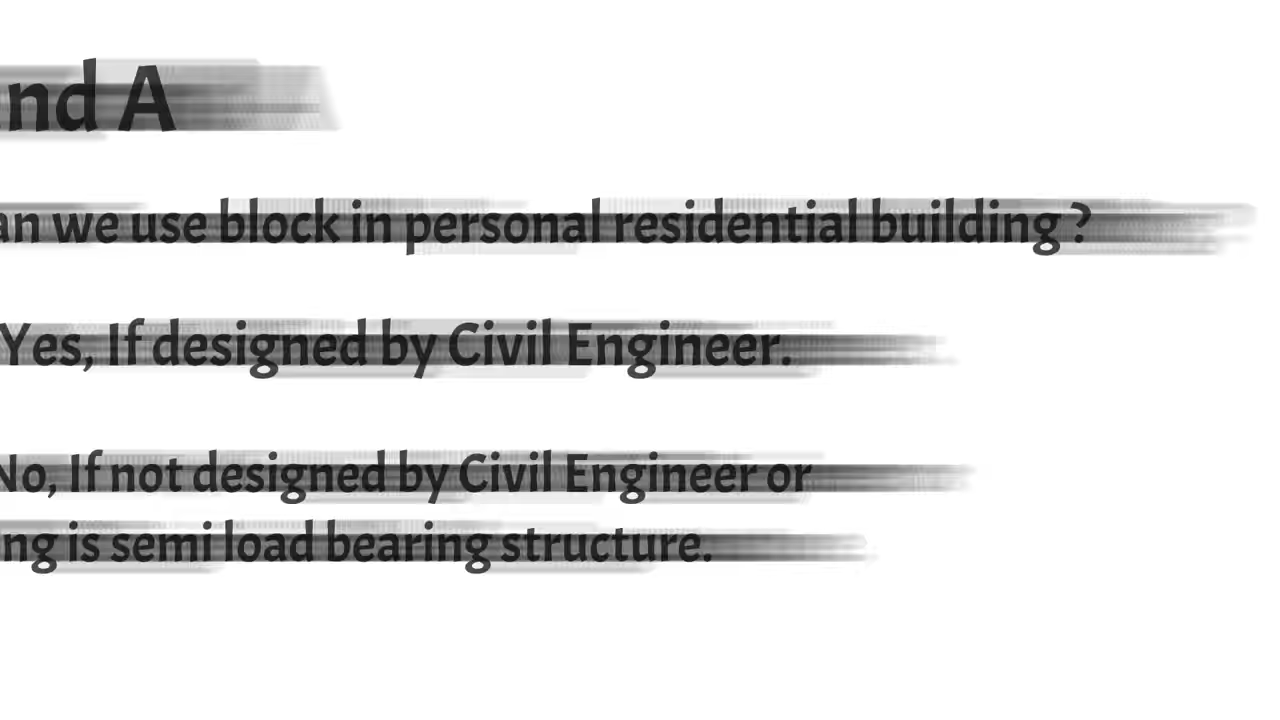 nd A
an we use block in personal residential building ?
Yes, If designed by Civil Engineer.
No, If not designed by Civil Engineer or
ng is semi load bearing structure.